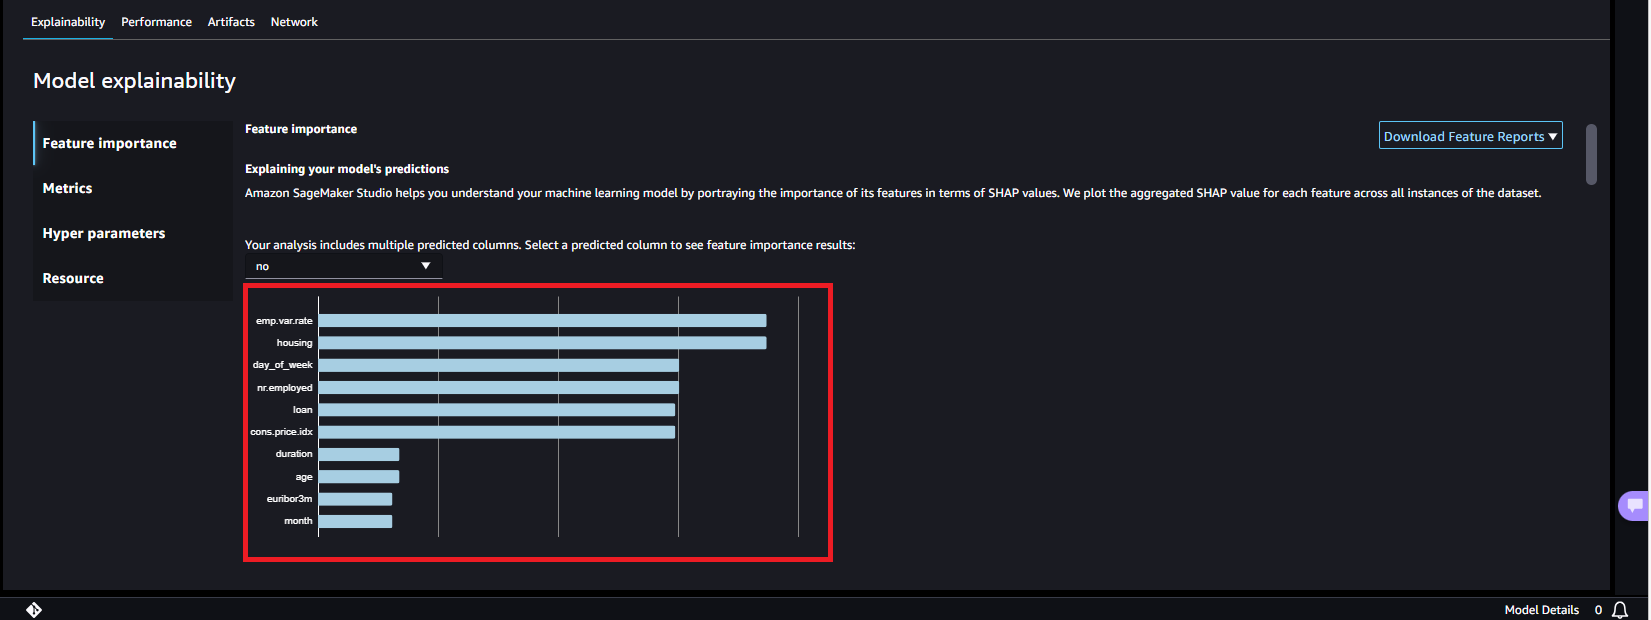 Explainability Performance Artifacts Network
Model explainability
Feature importance
Metrics
Hyper parameters
Resource
Feature importance
Download Feature Reports ▼
Explaining your model's predictions
Amazon SageMaker Studio helps you understand your machine learning model by portraying the importance of its features in terms of SHAP values. We plot the aggregated SHAP value for each feature across all instances of the dataset.
Your analysis includes multiple predicted columns. Select a predicted column to see feature importance results:
no
emp.var.rate
housing
day_of_week
nr.employed
loan
cons.price.idx
duration
age
euribor3m
month
Model Details 0